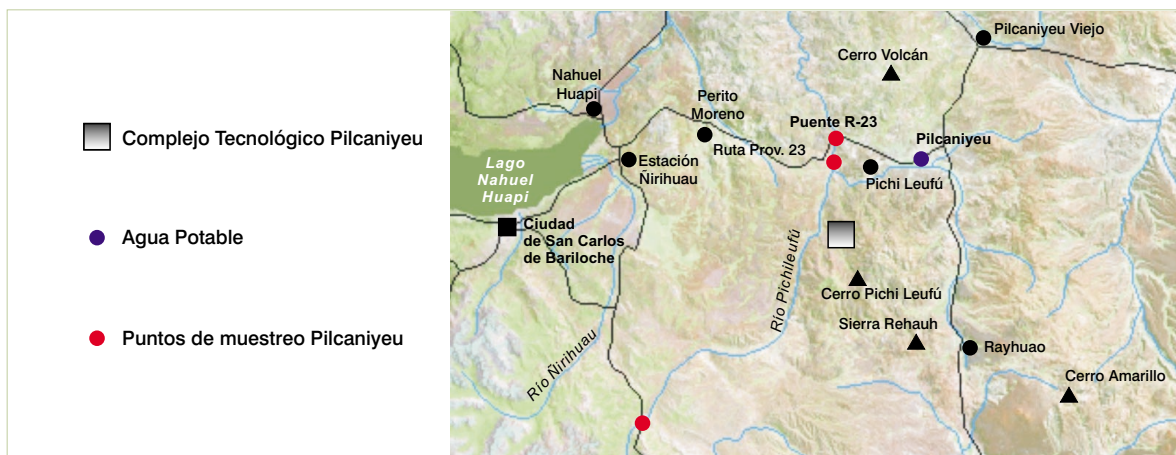 Complejo Tecnológico Pilcaniyeu
Agua Potable
Puntos de muestreo Pilcaniyeu
Pilcaniyeu Viejo
Cerro Volcán
Nahuel
Huapi
Perito
Moreno
Puente R-23
Pilcaniyeu
Ruta Prov. 23
Lago
Nahuel
Huapi
Estación
Ñirihuau
Pichi Leufú
Ciudad
de San Carlos
de Bariloche
Río Pichileufú
Cerro Pichi Leufú
Sierra Rehauh
Rayhuao
Río Ñirihuau
Cerro Amarillo